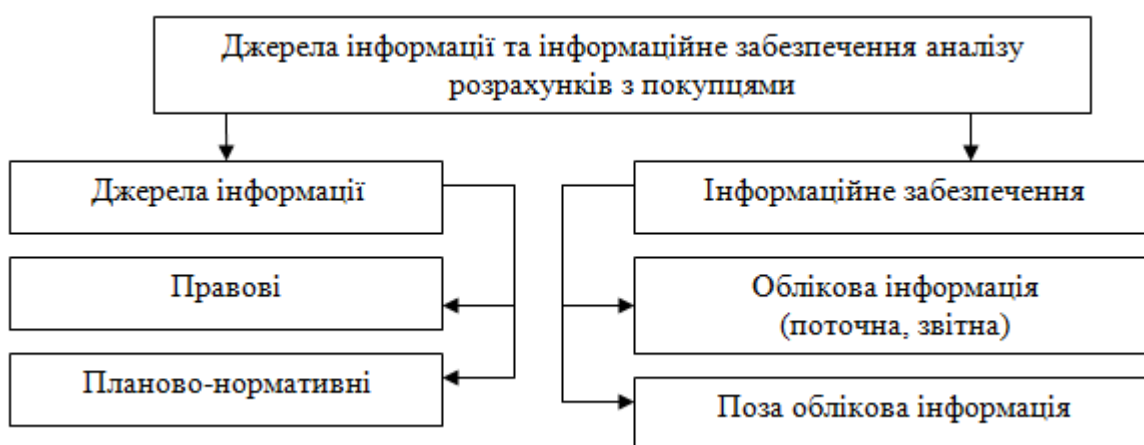 Джерела інформації та інформаційне забезпечення аналізу
розрахунків з покупцями
Джерела інформації
Правові
Планово-нормативні
Інформаційне забезпечення
Облікова інформація
(поточна, звітна)
Поза облікова інформація